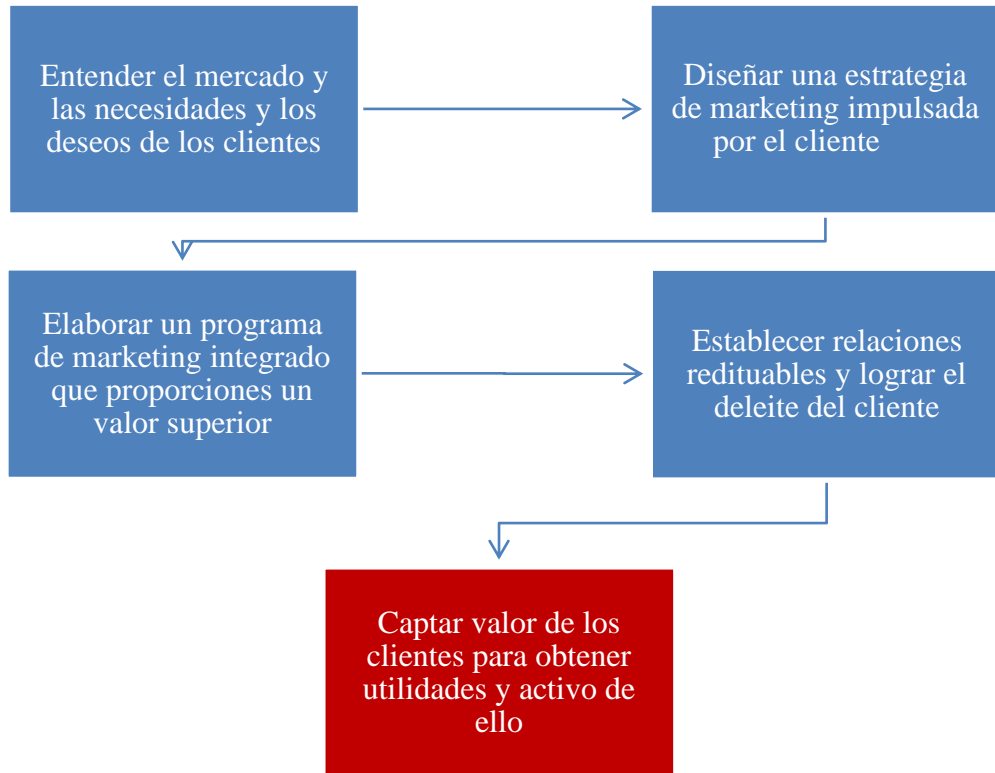 Entender el mercado y
las necesidades y los
deseos de los clientes
Diseñar una estrategia
de marketing impulsada
por el cliente
Elaborar un programa
de marketing integrado
que proporciones un
valor superior
Establecer relaciones
redituables y lograr el
deleite del cliente
Captar valor de los
clientes para obtener
utilidades y activo de
ello